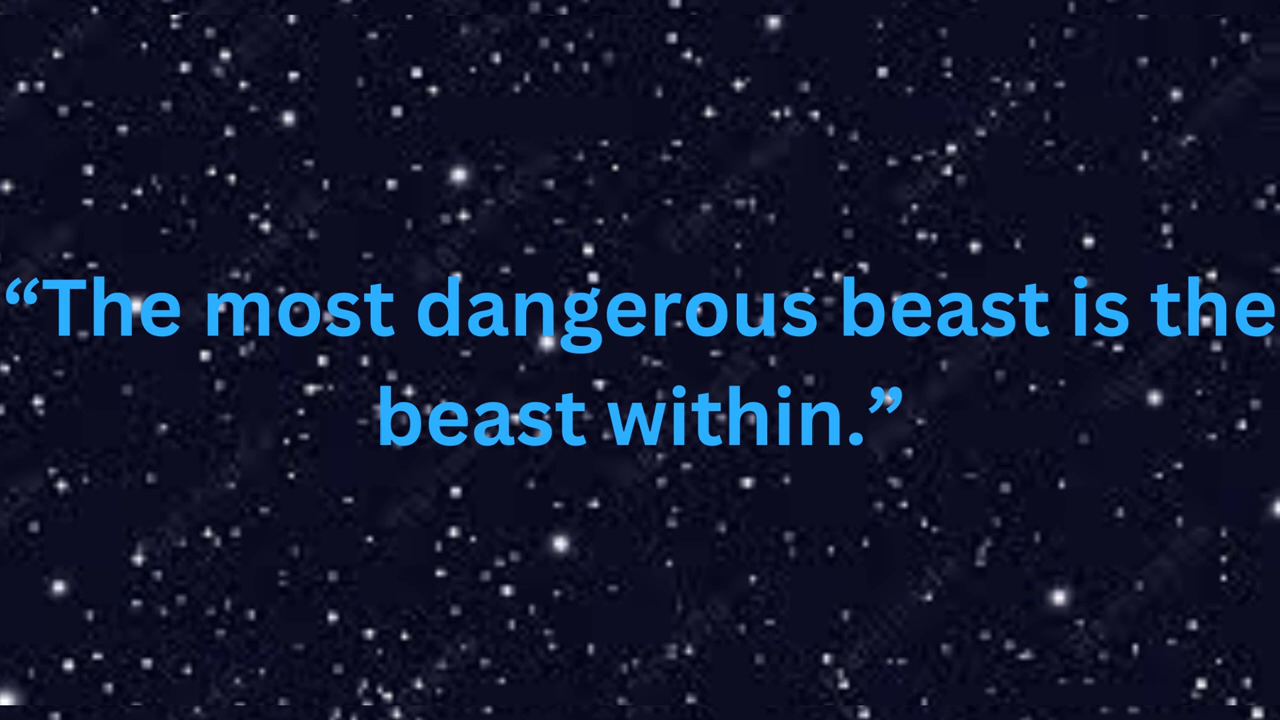 “The most dangerous beast is the
beast within.”